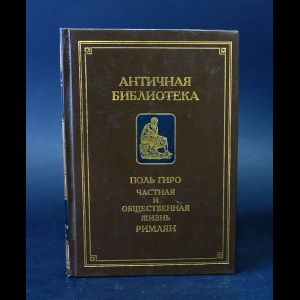 АНТИЧНАЯ
БИБЛИОТЕКА
ПОЛЬ ГИРО
ЧАСТНАЯ
И
ОБЩЕСТВЕННАЯ
ЖИЗНЬ
РИМЛЯН